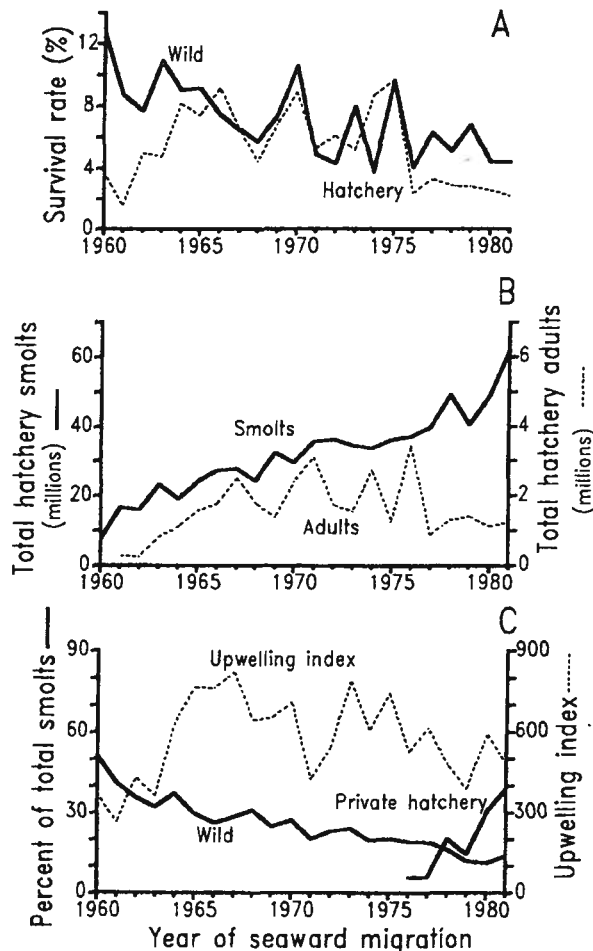 A
Survival rate (%)
12
8
4
0
Wild
Hatchery
1960 1965 1970 1975 1980
B
Total hatchery smolts
(millions)
60
40
20
0
Smolts
Adults
6
4
2
0
Total hatchery adults
(millions)
1960 1965 1970 1975 1980
C
Percent of total smolts
90
60
30
0
Upwelling index
Private hatchery
Wild
900
600
300
0
Upwelling index
1960 1965 1970 1975 1980
Year of seaward migration